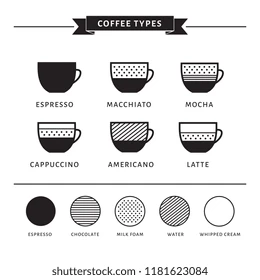 COFFEE TYPES
ESPRESSO MACCHIATO MOCHA
CAPPUCCINO AMERICANO LATTE
ESPRESSO CHOCOLATE MILK FOAM WATER WHIPPED CREAM
shutterstock.com · 1181623084